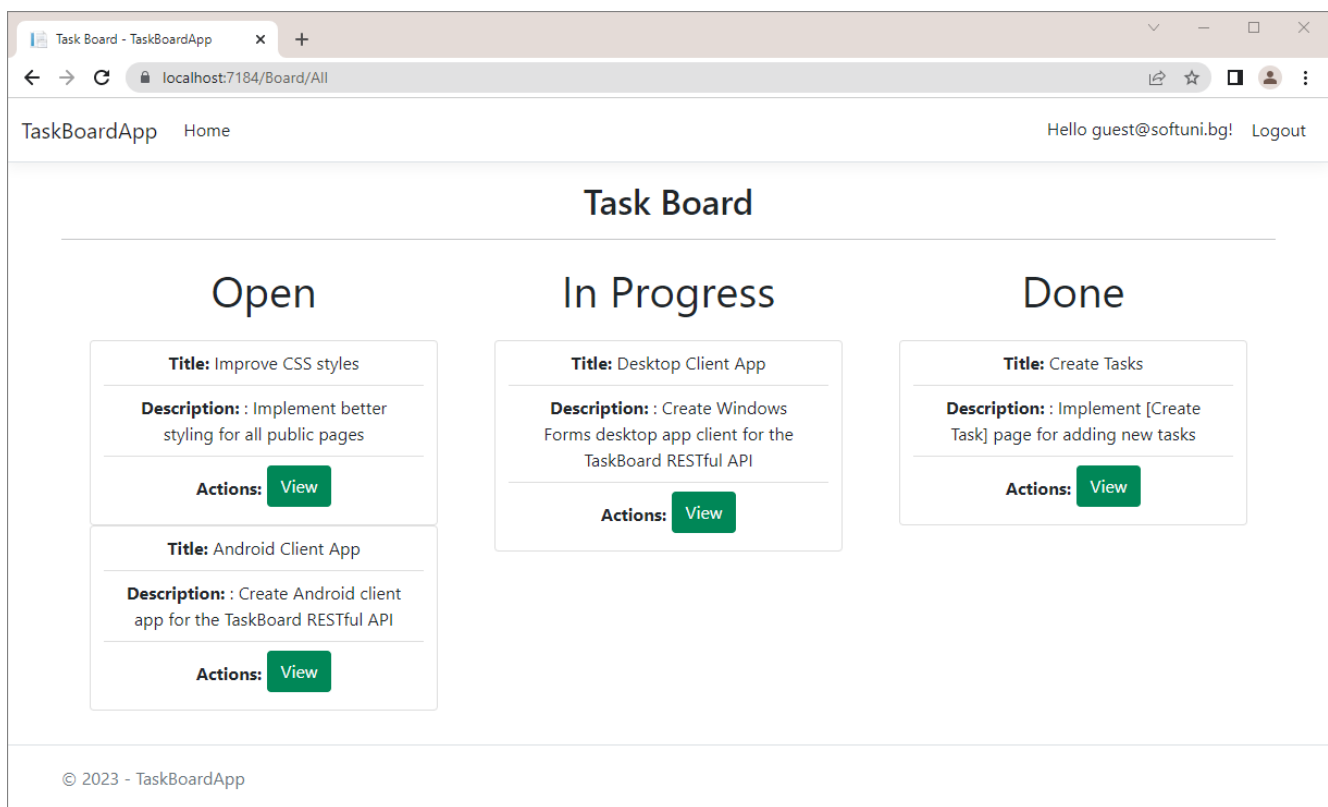 Task Board - TaskBoardApp
localhost:7184/Board/All
TaskBoardApp Home Hello guest@softuni.bg! Logout
Task Board
Open
Title: Improve CSS styles
Description: : Implement better
styling for all public pages
Actions: View
Title: Android Client App
Description: : Create Android client
app for the TaskBoard RESTful API
Actions: View
In Progress
Title: Desktop Client App
Description: : Create Windows
Forms desktop app client for the
TaskBoard RESTful API
Actions: View
Done
Title: Create Tasks
Description: : Implement [Create
Task] page for adding new tasks
Actions: View
© 2023 - TaskBoardApp